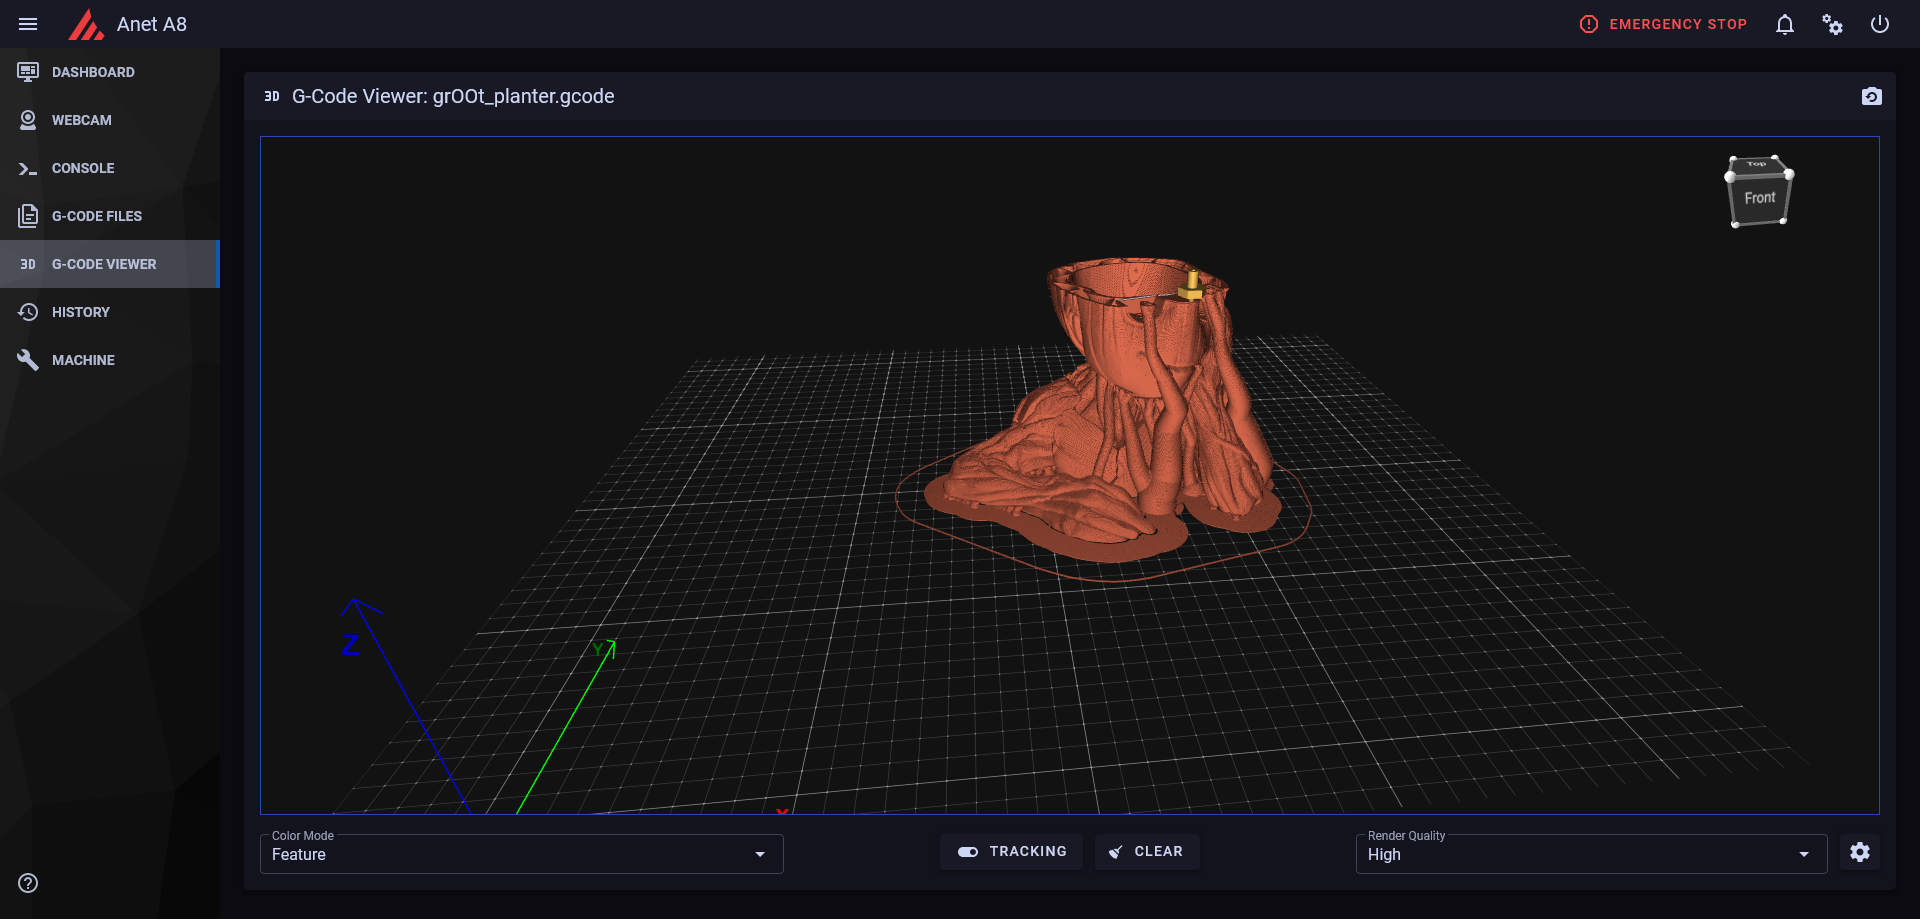 Anet A8
EMERGENCY STOP
DASHBOARD
WEBCAM
CONSOLE
G-CODE FILES
3D G-CODE VIEWER
HISTORY
MACHINE
3D G-Code Viewer: grOOt_planter.gcode
Top
Front
Z
Y
X
Color Mode
Feature
TRACKING
CLEAR
Render Quality
High